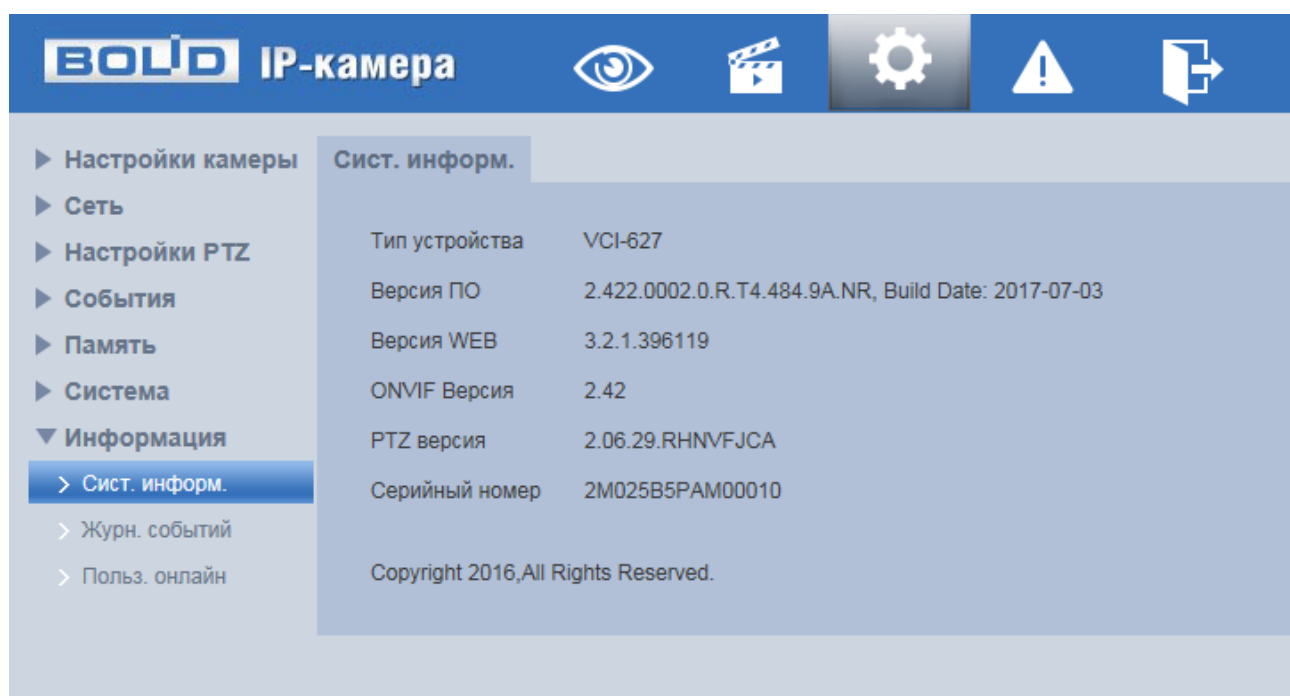 BOLID IP-камера
Настройки камеры
Сеть
Настройки PTZ
События
Память
Система
Информация
Сист. информ.
Журн. событий
Польз. онлайн
Сист. информ.
Тип устройства VCI-627
Версия ПО 2.422.0002.0.R.T4.484.9A.NR, Build Date: 2017-07-03
Версия WEB 3.2.1.396119
ONVIF Версия 2.42
PTZ версия 2.06.29.RHNVFJCA
Серийный номер 2M025B5PAM00010
Copyright 2016,All Rights Reserved.